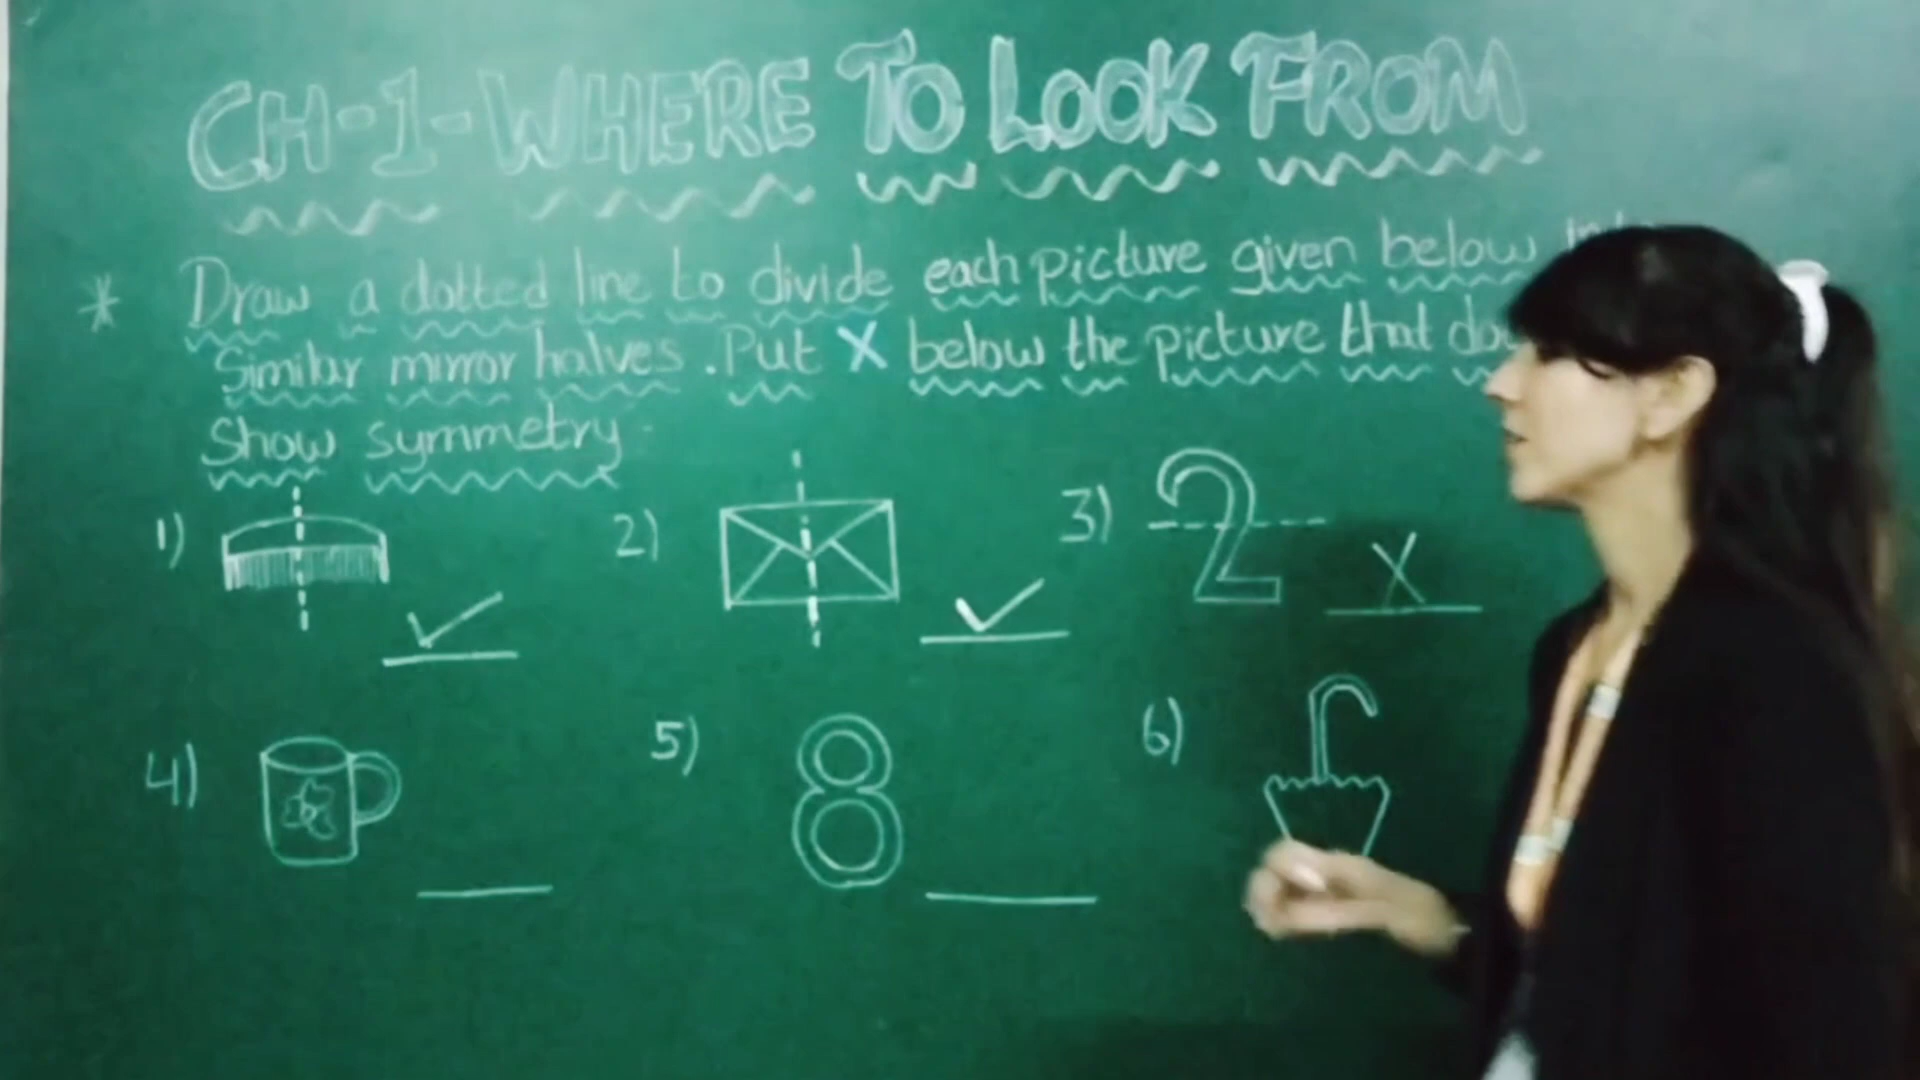 CH-1-WHERE TO LOOK FROM
* Draw a dotted line to divide each picture given below
Similar mirror halves. Put X below the picture that
Show symmetry.
1) ✓ 2) ✓ 3) 2 X
4) 5) 8 6)